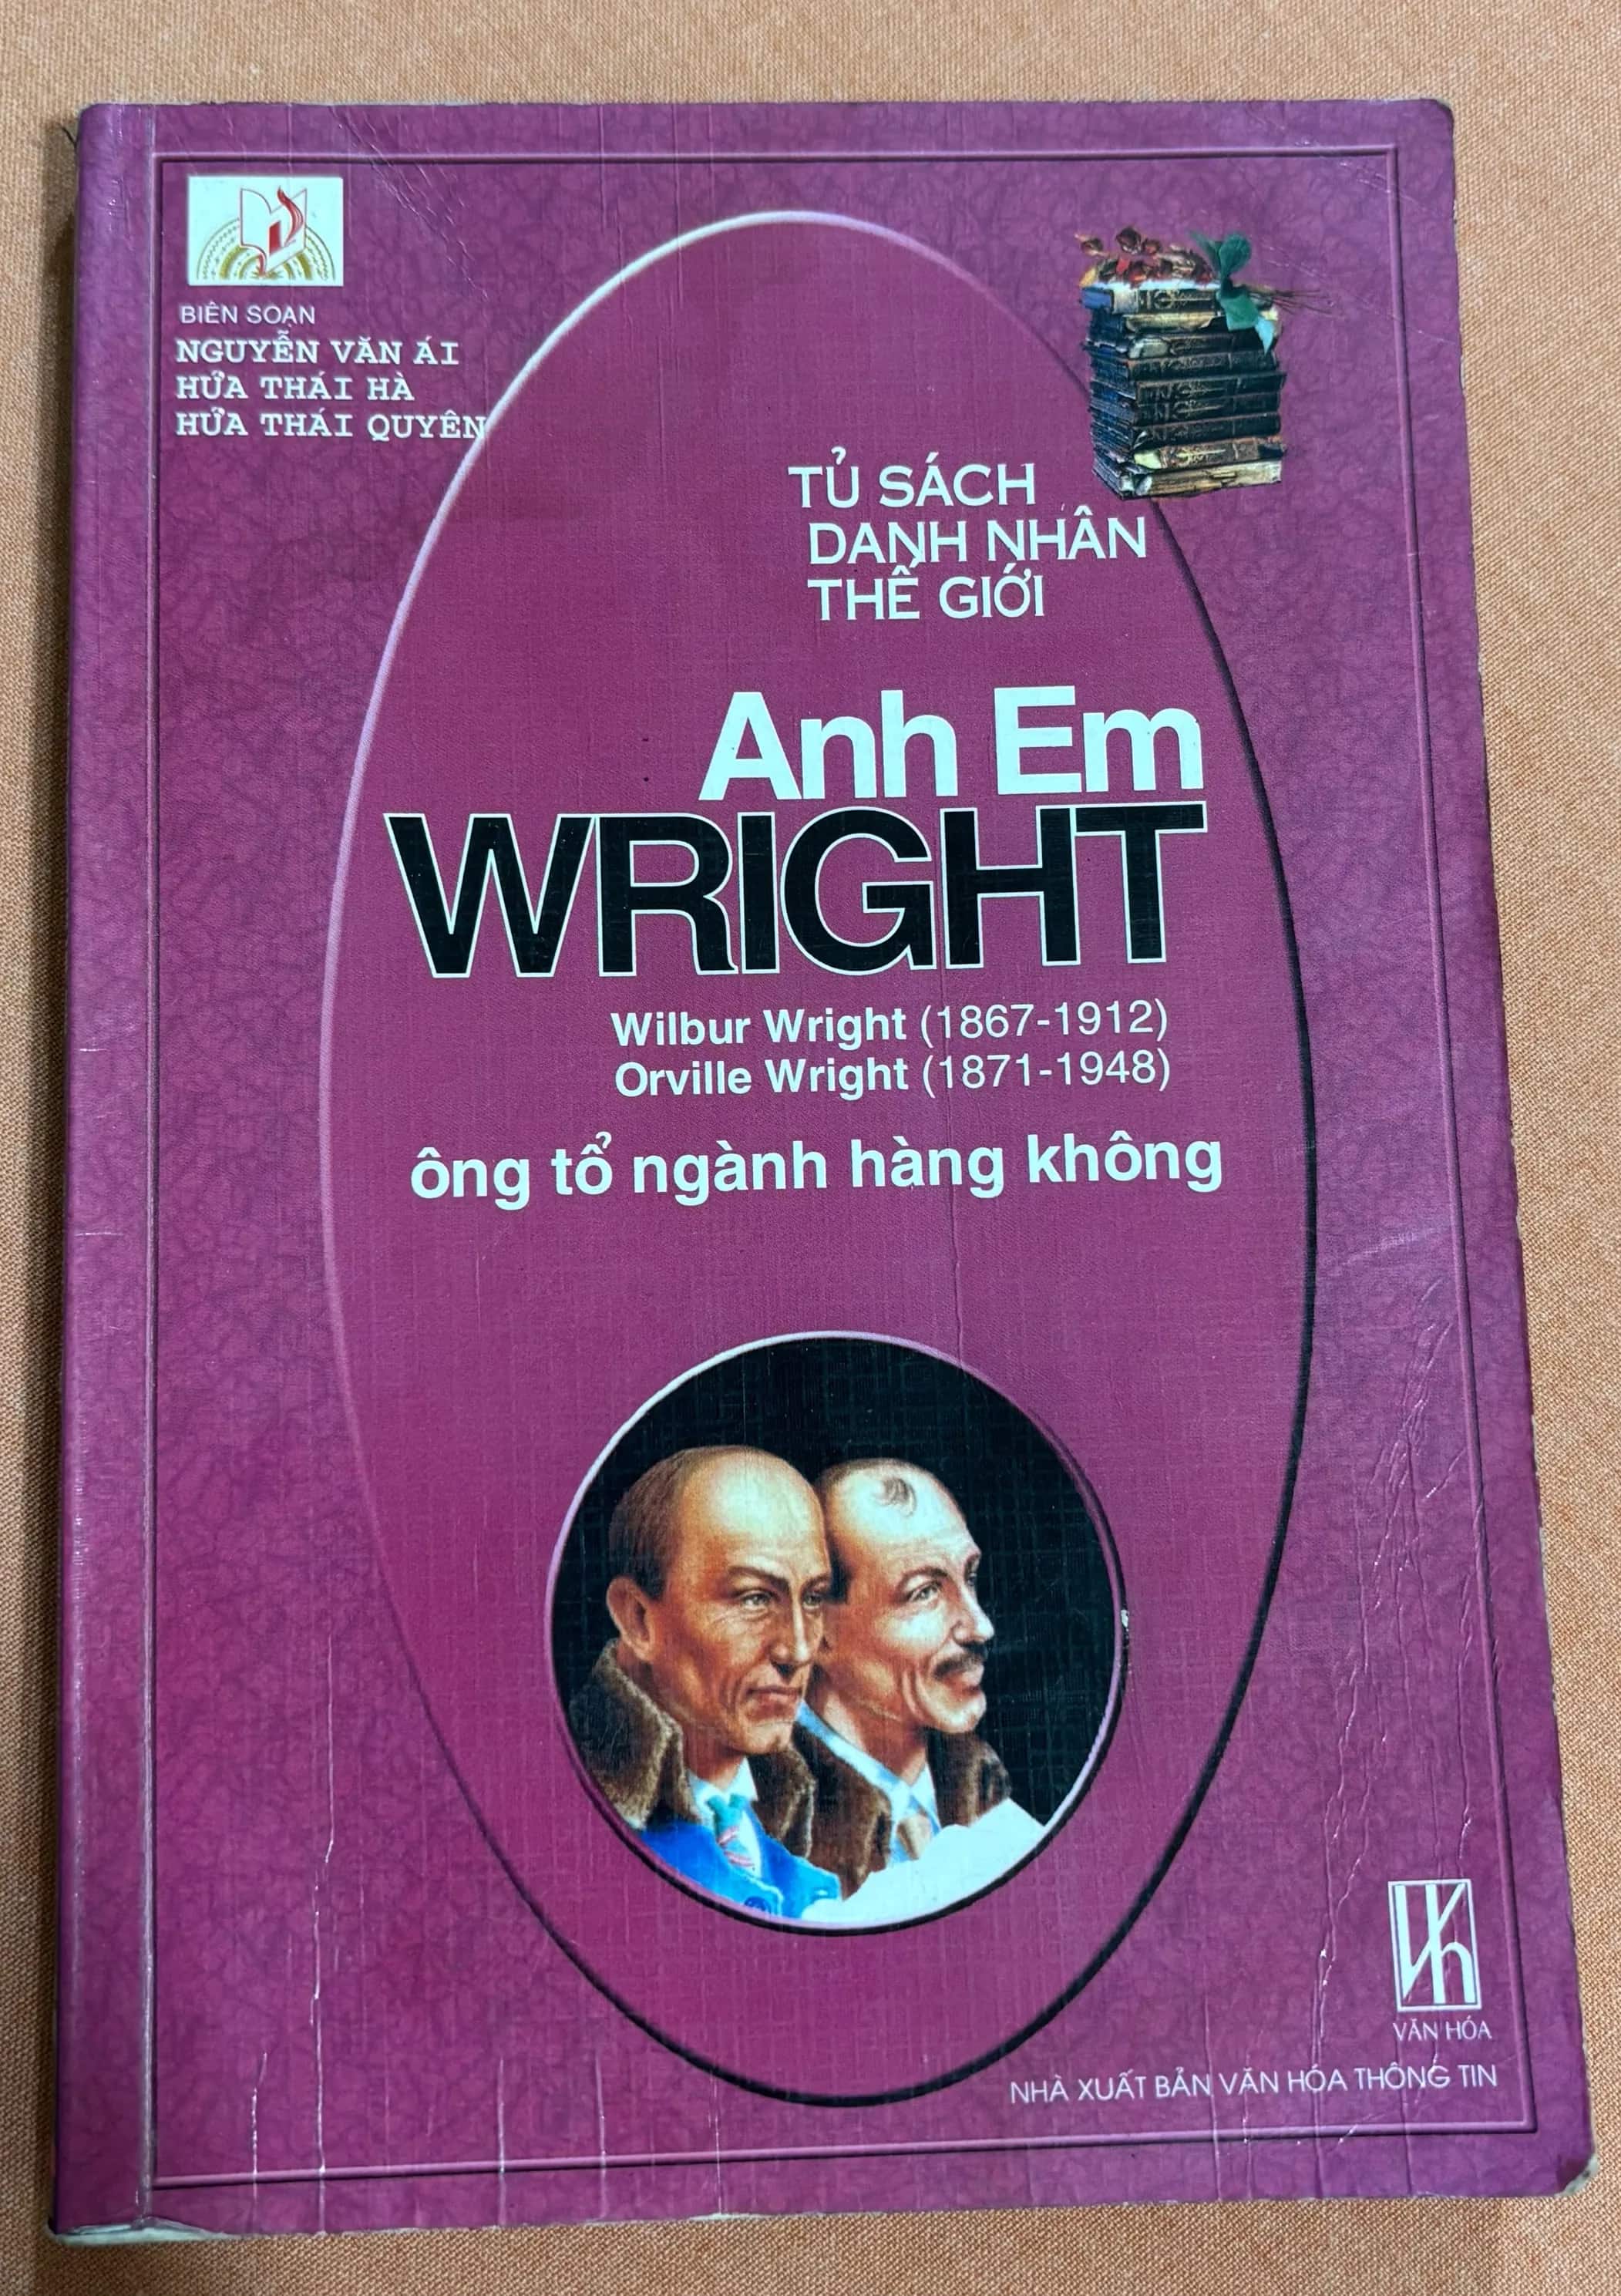 BIÊN SOẠN
NGUYỄN VĂN ÁI
HỨA THÁI HÀ
HỨA THÁI QUYÊN
TỦ SÁCH
DANH NHÂN
THẾ GIỚI
Anh Em
WRIGHT
Wilbur Wright (1867-1912)
Orville Wright (1871-1948)
ông tổ ngành hàng không
Vh
VĂN HÓA
NHÀ XUẤT BẢN VĂN HÓA THÔNG TIN